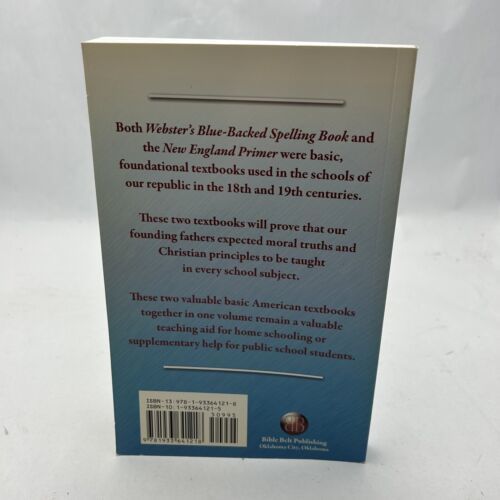 Both Webster's Blue-Backed Spelling Book and
the New England Primer were basic,
foundational textbooks used in the schools of
our republic in the 18th and 19th centuries.
These two textbooks will prove that our
founding fathers expected moral truths and
Christian principles to be taught
in every school subject.
These two valuable basic American textbooks
together in one volume remain a valuable
teaching aid for home schooling or
supplementary help for public school students.
ISBN-13: 978-1-93364121-8
ISBN-10: 1-93364121-5
30995
9781933641218
Bible Belt Publishing
Oklahoma City, Oklahoma